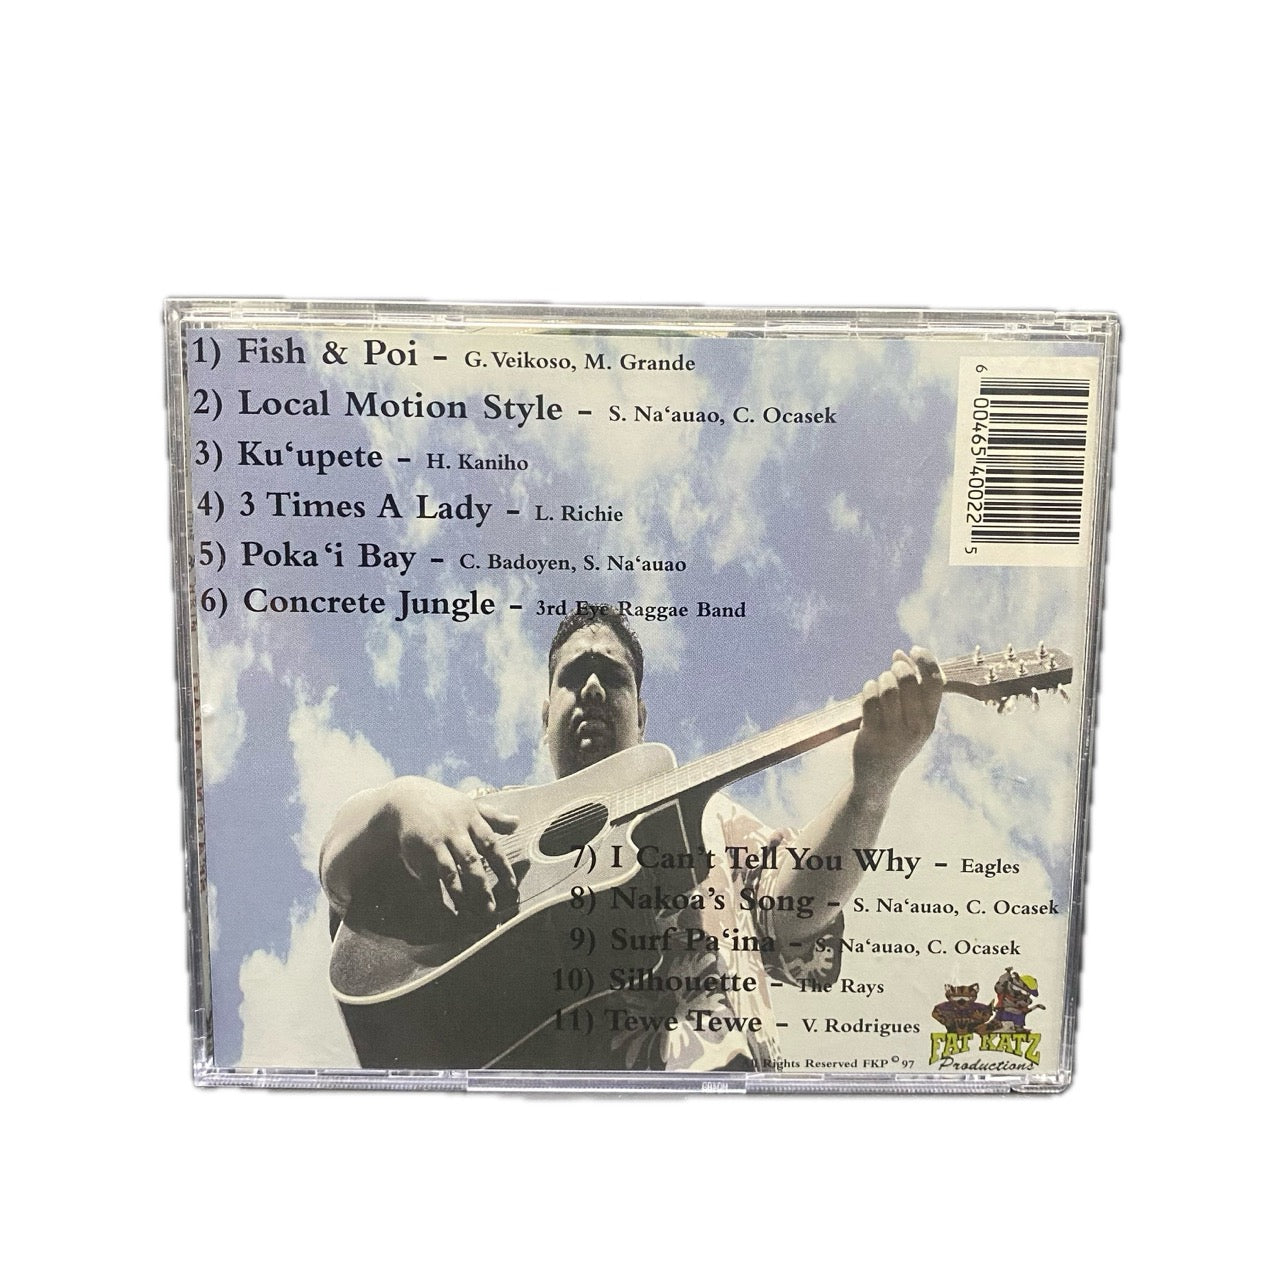 1) Fish & Poi - G. Veikoso, M. Grande
2) Local Motion Style - S. Na‘auao, C. Ocasek
3) Ku‘upete - H. Kaniho
4) 3 Times A Lady - L. Richie
5) Poka‘i Bay - C. Badoyen, S. Na‘auao
6) Concrete Jungle - 3rd Eye Raggae Band
6 00465 40022 5
7) I Can't Tell You Why - Eagles
8) Nakoa's Song - S. Na‘auao, C. Ocasek
9) Surf Pa‘ina - S. Na‘auao, C. Ocasek
10) Silhouette - The Rays
11) Tewe Tewe - V. Rodrigues
All Rights Reserved FKP © 97
FAT KATZ
Productions